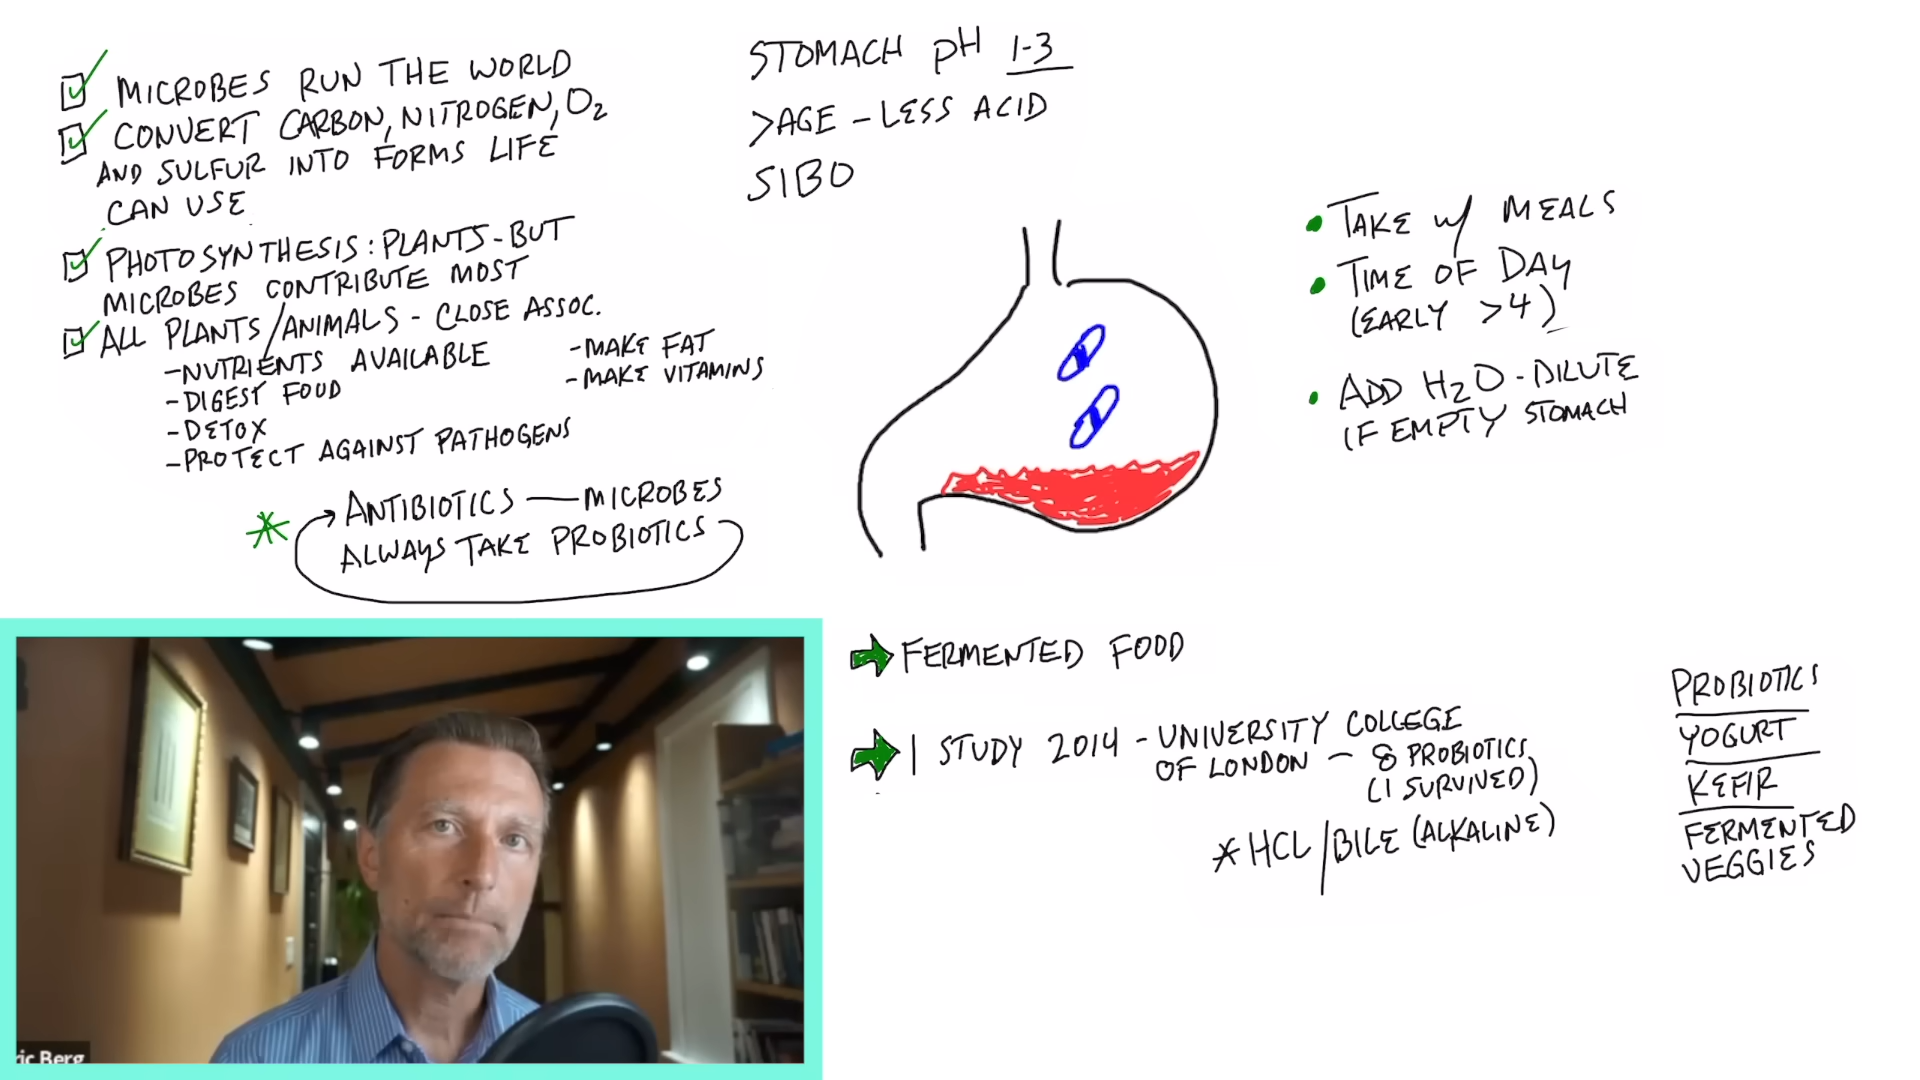 MICROBES RUN THE WORLD
CONVERT CARBON, NITROGEN, O2
AND SULFUR INTO FORMS LIFE
CAN USE
PHOTOSYNTHESIS: PLANTS - BUT
MICROBES CONTRIBUTE MOST
ALL PLANTS/ANIMALS - CLOSE ASSOC.
- NUTRIENTS AVAILABLE
- DIGEST FOOD
- DETOX
- PROTECT AGAINST PATHOGENS
- MAKE FAT
- MAKE VITAMINS
ANTIBIOTICS — MICROBES
ALWAYS TAKE PROBIOTICS
STOMACH pH 1-3
>AGE - LESS ACID
SIBO
• TAKE w/ MEALS
• TIME OF DAY
(EARLY >4)
• ADD H2O - DILUTE
IF EMPTY STOMACH
FERMENTED FOOD
1 STUDY 2014 - UNIVERSITY COLLEGE
OF LONDON - 8 PROBIOTICS
(1 SURVIVED)
* HCL/BILE (ALKALINE)
PROBIOTICS
YOGURT
KEFIR
FERMENTED
VEGGIES
ric Berg